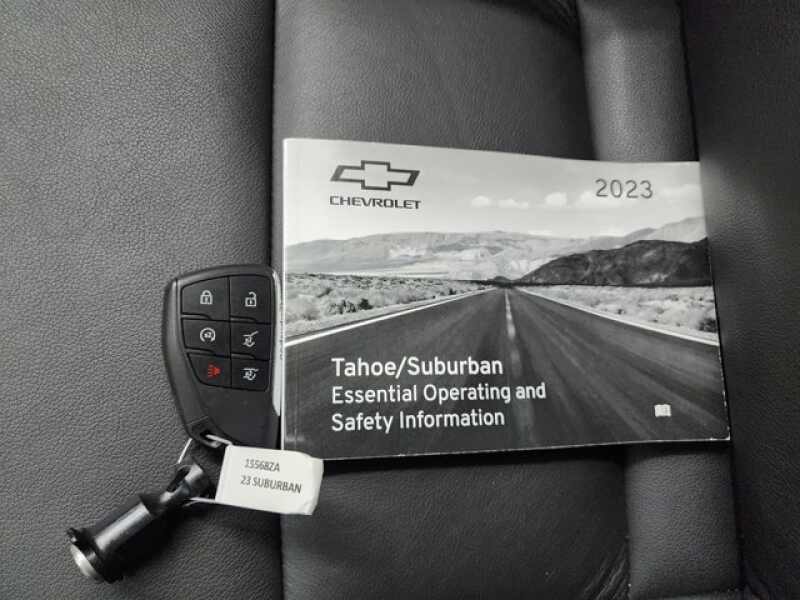 CHEVROLET
2023
Tahoe/Suburban
Essential Operating and
Safety Information
15568ZA
23 SUBURBAN